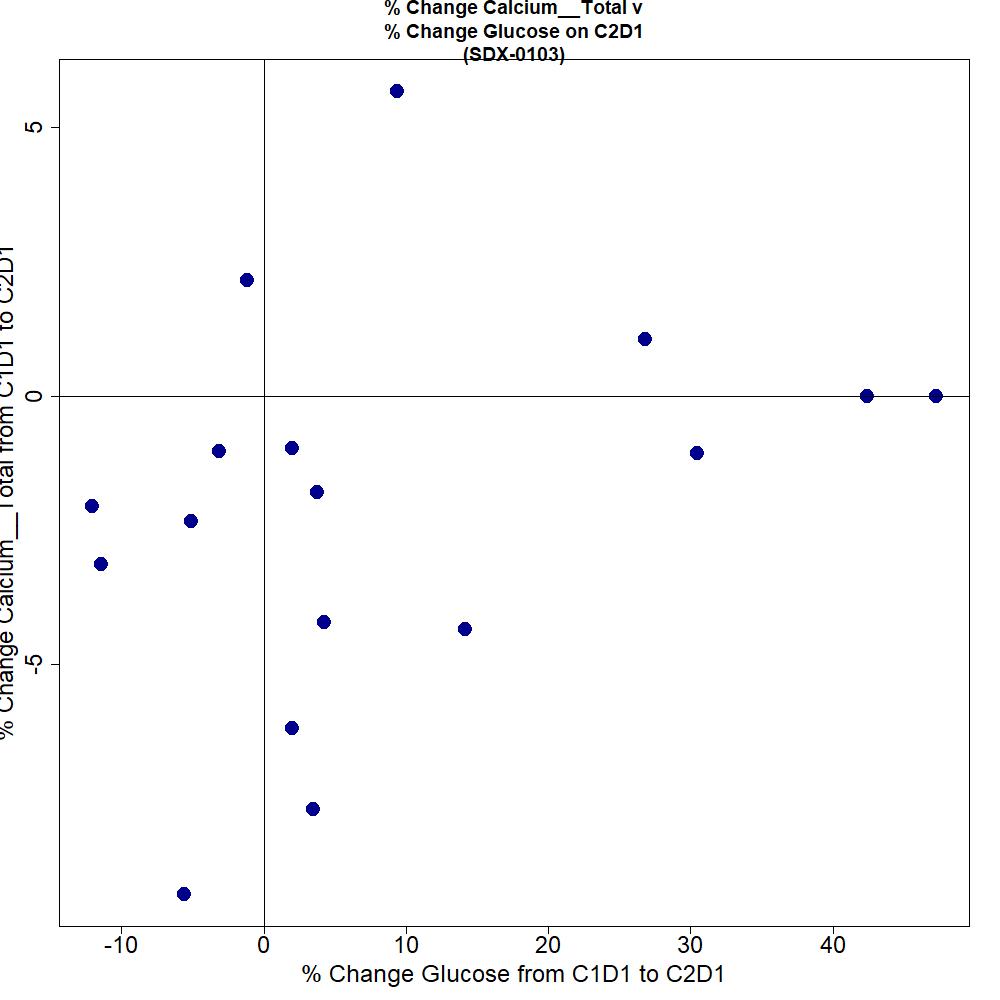 % Change Calcium__Total v
% Change Glucose on C2D1
(SDX-0103)
5
0
-5
% Change Calcium__Total from C1D1 to C2D1
-10
0
10
20
30
40
% Change Glucose from C1D1 to C2D1